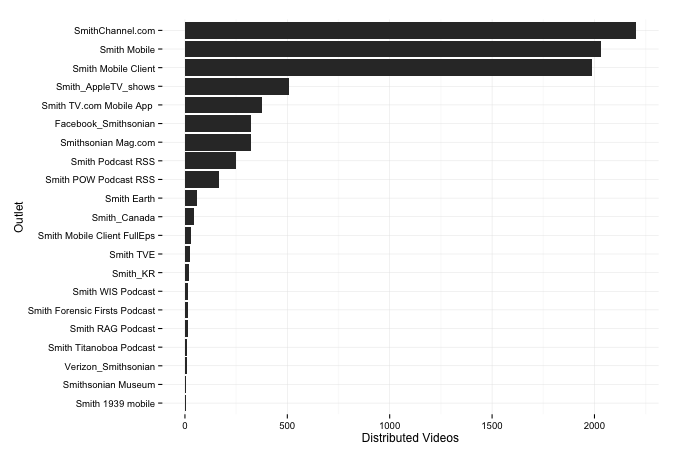 SmithChannel.com
Smith Mobile
Smith Mobile Client
Smith_AppleTV_shows
Smith TV.com Mobile App
Facebook_Smithsonian
Smithsonian Mag.com
Smith Podcast RSS
Smith POW Podcast RSS
Smith Earth
Smith_Canada
Smith Mobile Client FullEps
Smith TVE
Smith_KR
Smith WIS Podcast
Smith Forensic Firsts Podcast
Smith RAG Podcast
Smith Titanoboa Podcast
Verizon_Smithsonian
Smithsonian Museum
Smith 1939 mobile
Outlet
0 500 1000 1500 2000
Distributed Videos